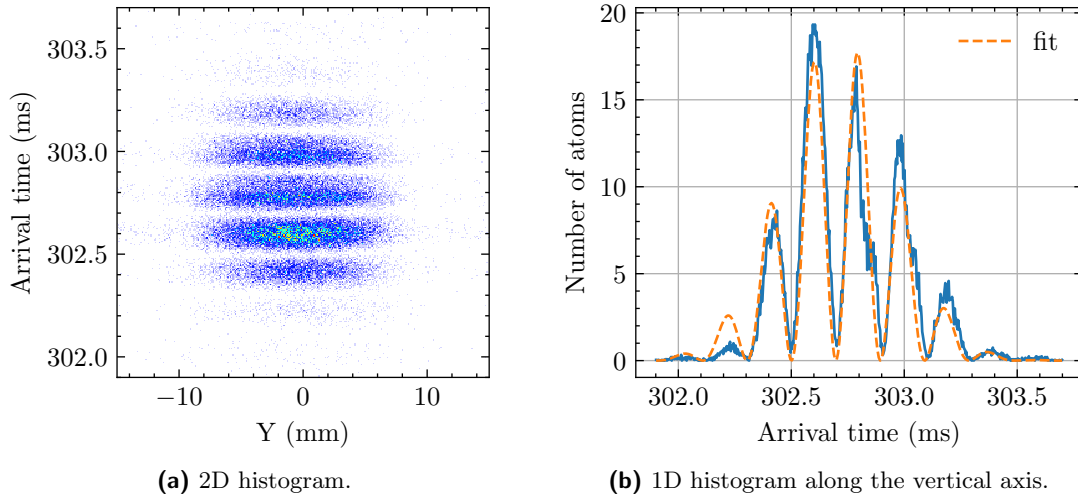 303.5
303.0
302.5
302.0
Arrival time (ms)
−10
0
10
Y (mm)
(a) 2D histogram.
20
15
10
5
0
Number of atoms
fit
302.0
302.5
303.0
303.5
Arrival time (ms)
(b) 1D histogram along the vertical axis.